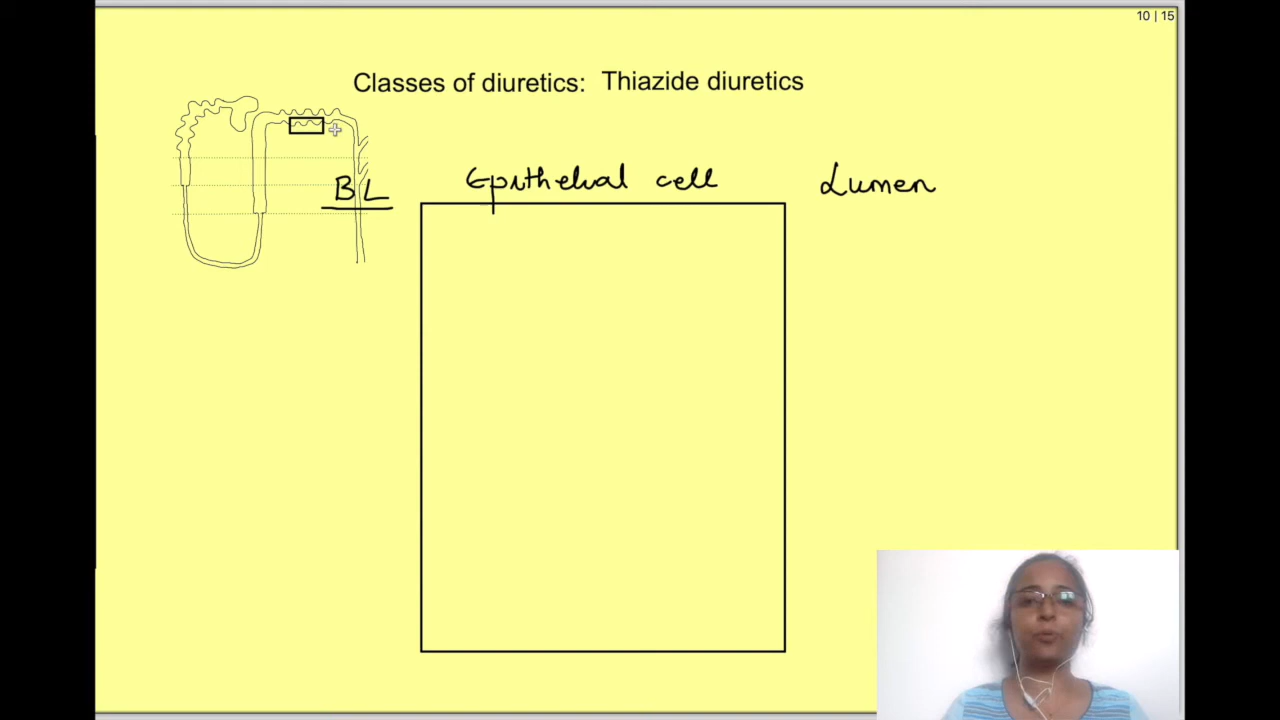 10 | 15
Classes of diuretics: Thiazide diuretics
BL Epithelial cell Lumen